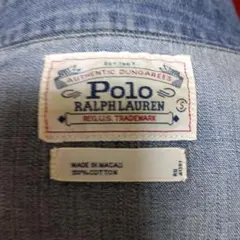 EST. 1967
AUTHENTIC DUNGAREES
Polo
RALPH LAUREN
S
REG. U.S. TRADEMARK
MADE IN MACAU
100% COTTON